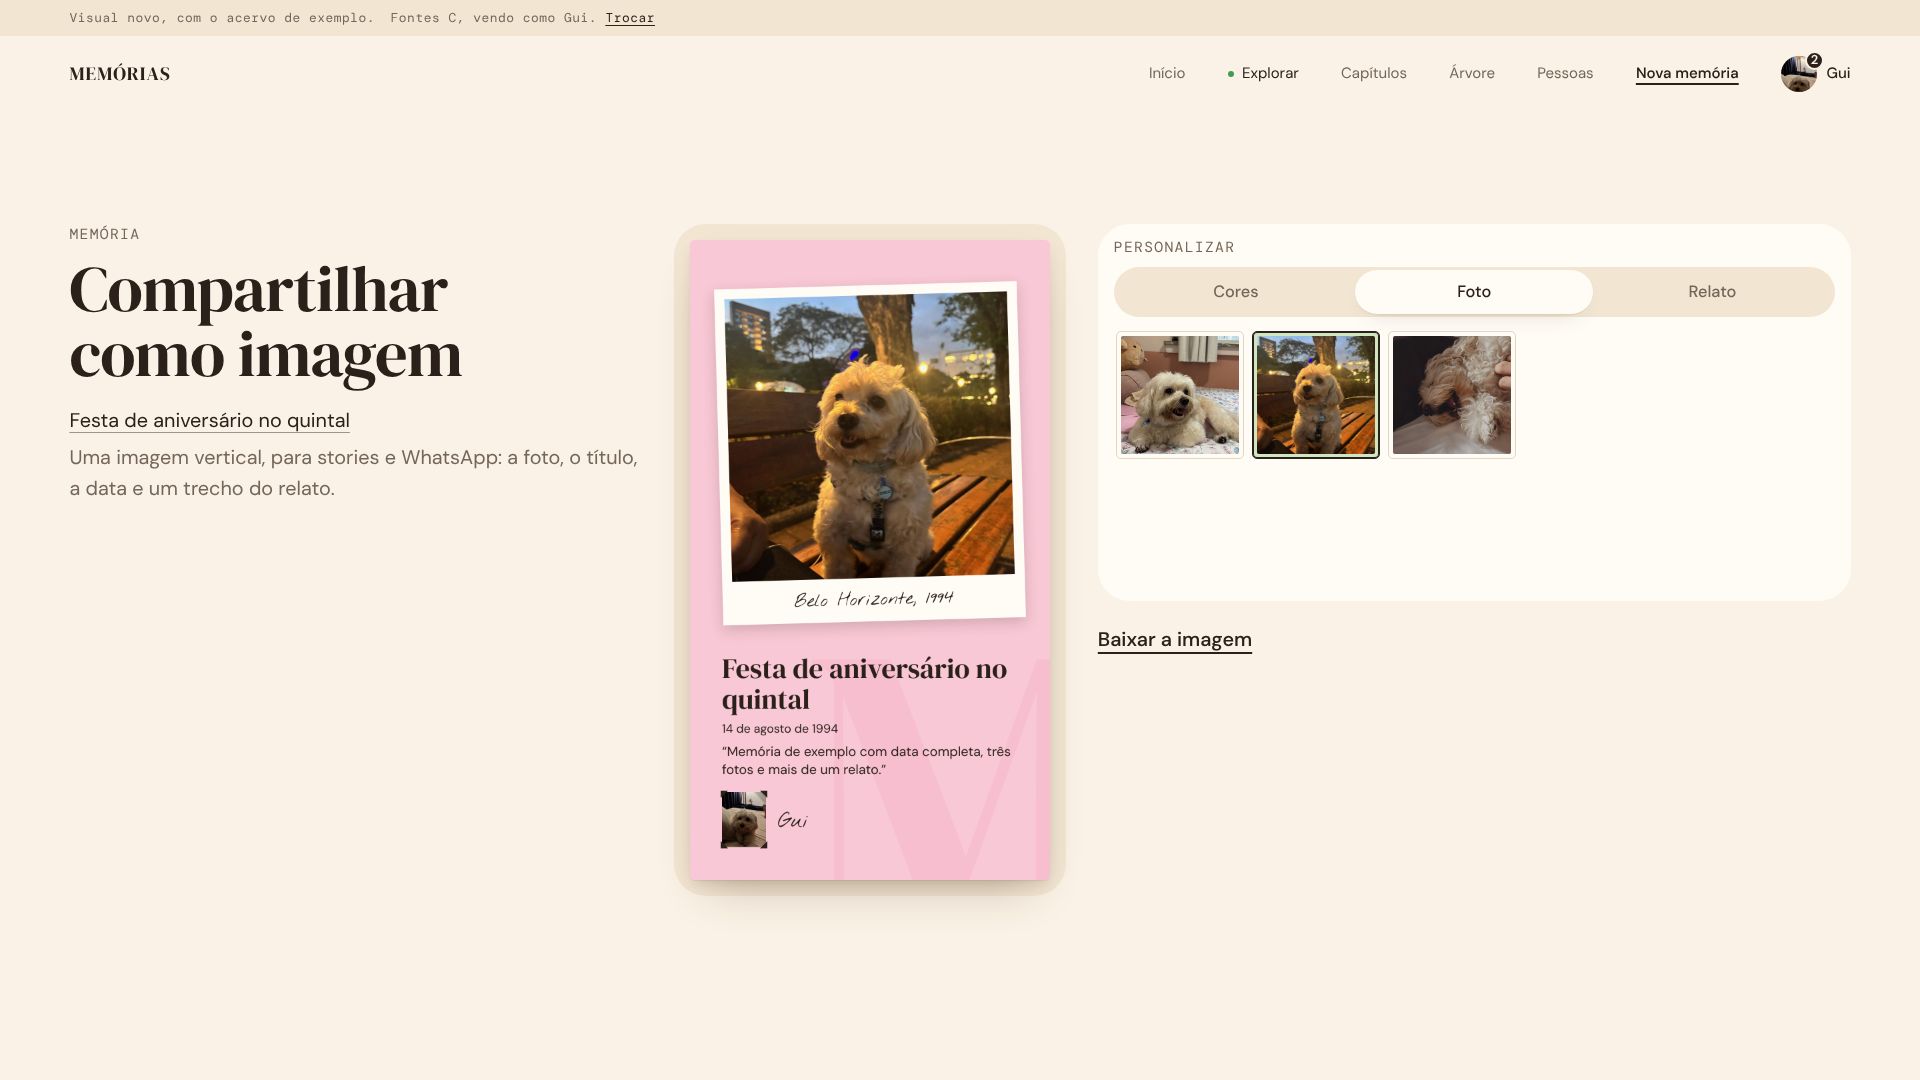 Visual novo, com o acervo de exemplo. Fontes C, vendo como Gui. Trocar
MEMÓRIAS
Início
Explorar
Capítulos
Árvore
Pessoas
Nova memória
2
Gui
MEMÓRIA
Compartilhar
como imagem
Festa de aniversário no quintal
Uma imagem vertical, para stories e WhatsApp: a foto, o título,
a data e um trecho do relato.
Belo Horizonte, 1994
Festa de aniversário no
quintal
14 de agosto de 1994
“Memória de exemplo com data completa, três
fotos e mais de um relato.”
Gui
M
PERSONALIZAR
Cores
Foto
Relato
Baixar a imagem